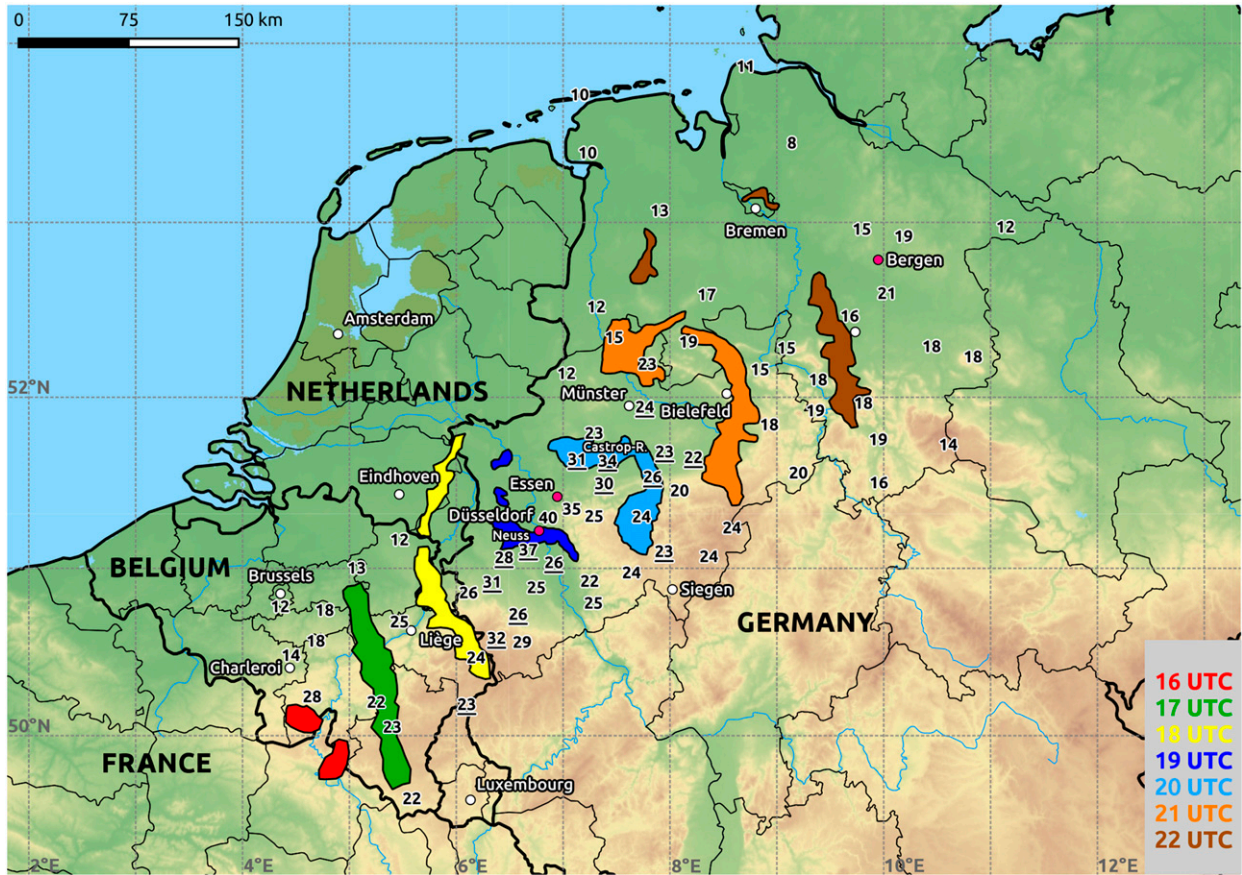 0 75 150 km
11
10
8
10
13
Bremen
15 19 12
Bergen
17 21
12 16
Amsterdam
15 19 15 18 18
23
52°N
NETHERLANDS
12 15 18
Münster
24 Bielefeld
19 18
18
23
Castrop-R.
23 19 14
31 34 22
Eindhoven
26 20
30 20 16
Essen
35
Düsseldorf 40 25 24 24
Neuss
12 37 23 24
BELGIUM
28 26
13 24
Brussels
31 25 22 Siegen
26
12 18 25
26
GERMANY
25
Liège
18 32 29
14
Charleroi
24
28 22 23
23
50°N
FRANCE
Luxembourg
22
2°E 4°E 6°E 8°E 10°E 12°E
16 UTC
17 UTC
18 UTC
19 UTC
20 UTC
21 UTC
22 UTC